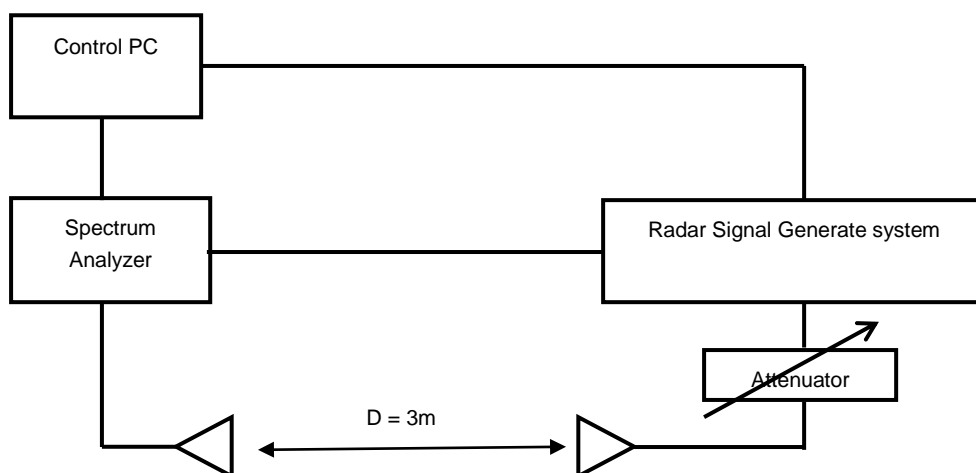 Control PC
Spectrum
Analyzer
Radar Signal Generate system
Attenuator
D = 3m